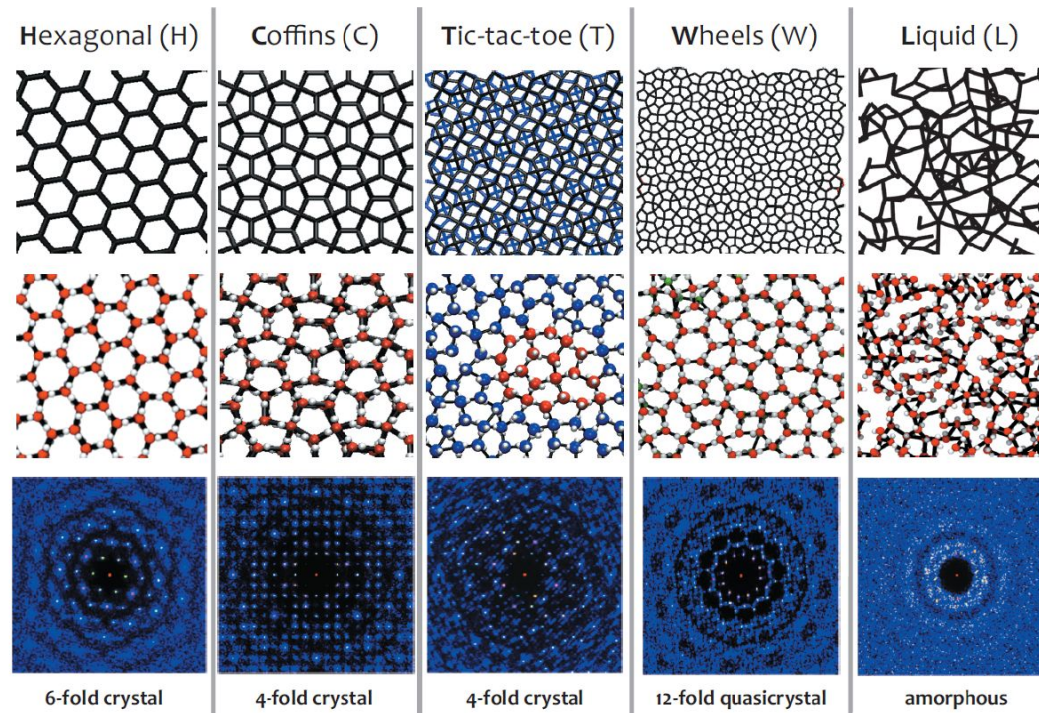 Hexagonal (H)
Coffins (C)
Tic-tac-toe (T)
Wheels (W)
Liquid (L)
6-fold crystal
4-fold crystal
4-fold crystal
12-fold quasicrystal
amorphous